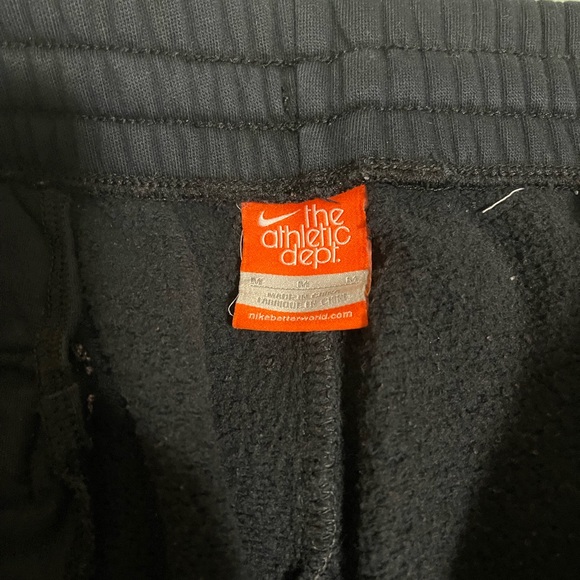 the
athletic
dept.
M M M
MADE IN CHINA
FABRIQUE EN CHINE
nikebetterworld.com